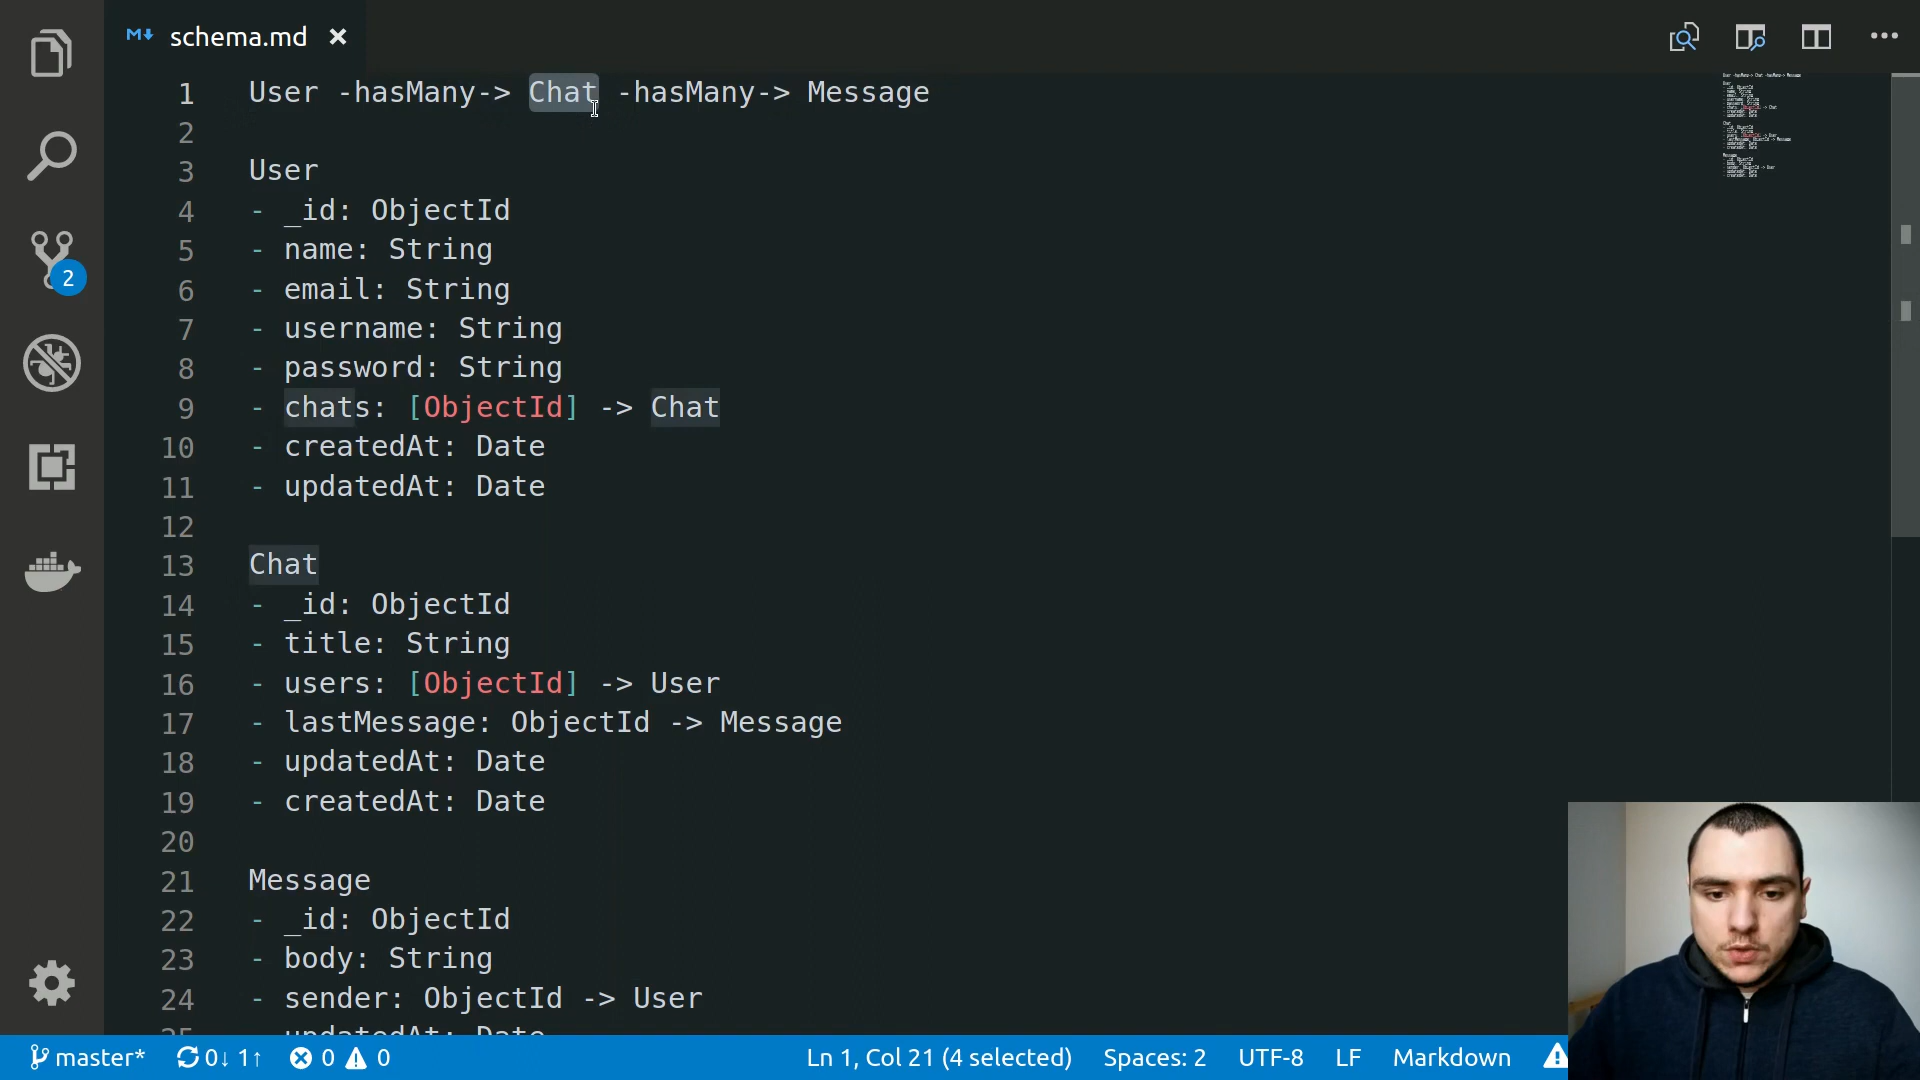 schema.md
1 User -hasMany-> Chat -hasMany-> Message
2
3 User
4 - _id: ObjectId
5 - name: String
6 - email: String
7 - username: String
8 - password: String
9 - chats: [ObjectId] -> Chat
10 - createdAt: Date
11 - updatedAt: Date
12
13 Chat
14 - _id: ObjectId
15 - title: String
16 - users: [ObjectId] -> User
17 - lastMessage: ObjectId -> Message
18 - updatedAt: Date
19 - createdAt: Date
20
21 Message
22 - _id: ObjectId
23 - body: String
24 - sender: ObjectId -> User
25 - updatedAt: Date
2
master* 0↓ 1↑ 0 0 Ln 1, Col 21 (4 selected) Spaces: 2 UTF-8 LF Markdown